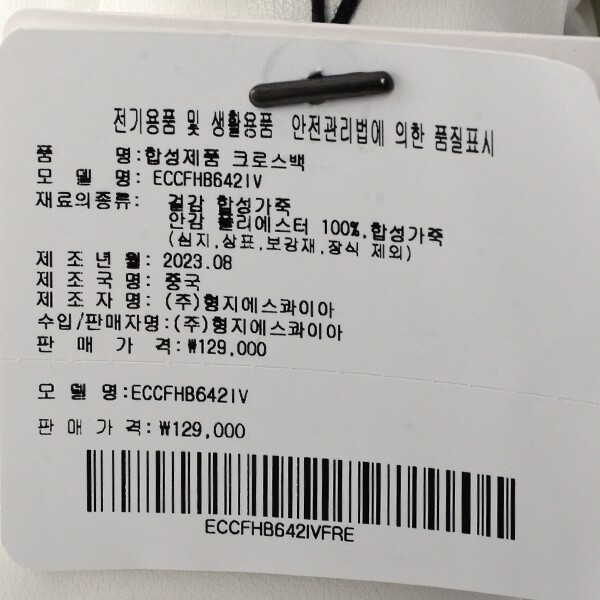 전기용품 및 생활용품 안전관리법에 의한 품질표시
품 명:합성제품 크로스백
모 델 명: ECCFHB642IV
재료의종류: 겉감 합성가죽
안감 폴리에스터 100%.합성가죽
(심지,상표,보강재,장식 제외)
제 조 년 월: 2023.08
제 조 국 명: 중국
제 조 자 명: (주)형지에스콰이아
수입/판매자명:(주)형지에스콰이아
판 매 가 격:₩129,000
모 델 명:ECCFHB642IV
판 매 가 격:₩129,000
ECCFHB642IVFRE